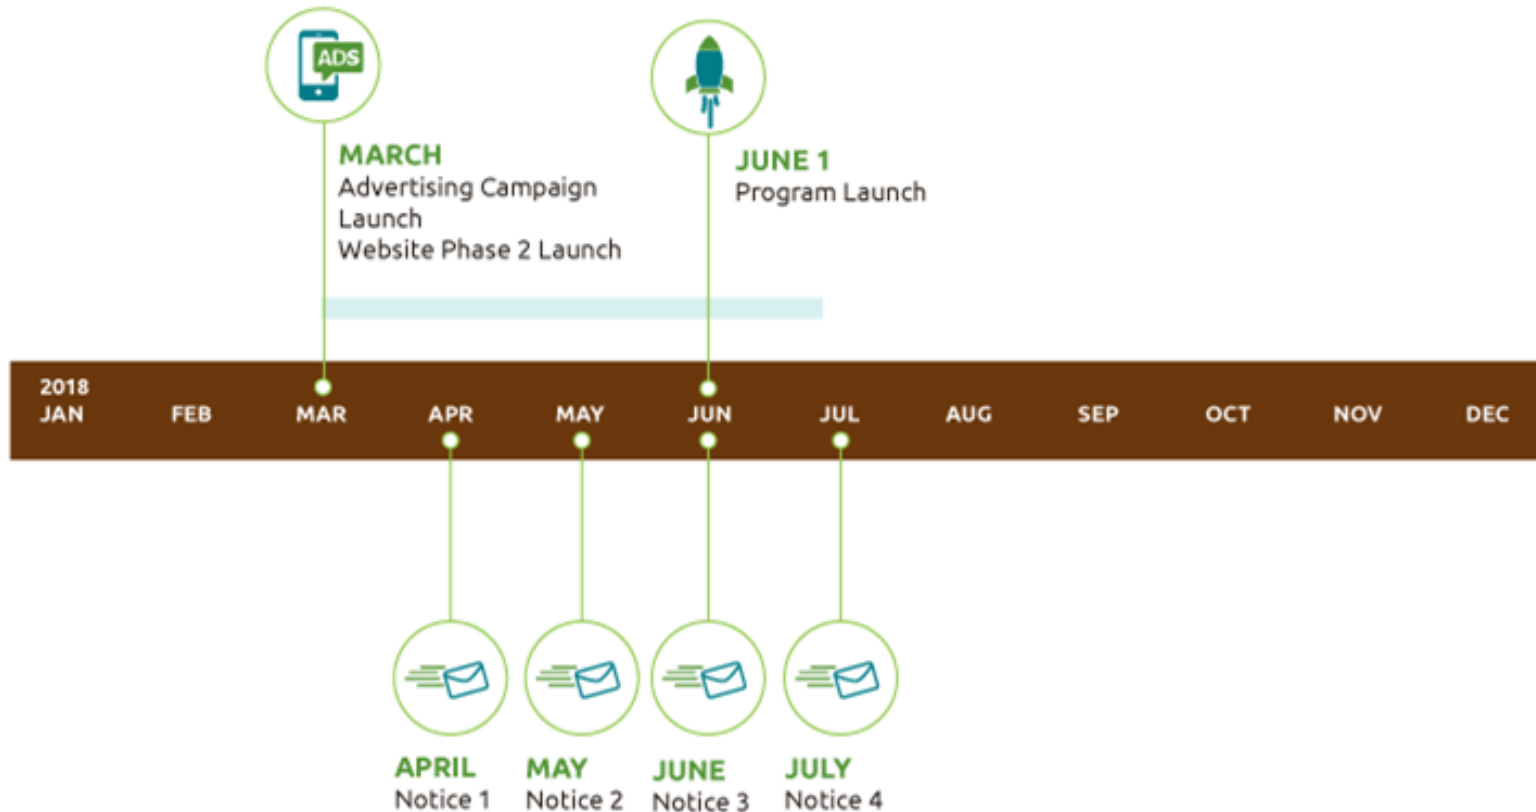 ADS
MARCH
Advertising Campaign
Launch
Website Phase 2 Launch
JUNE 1
Program Launch
2018
JAN FEB MAR APR MAY JUN JUL AUG SEP OCT NOV DEC
APRIL
Notice 1
MAY
Notice 2
JUNE
Notice 3
JULY
Notice 4